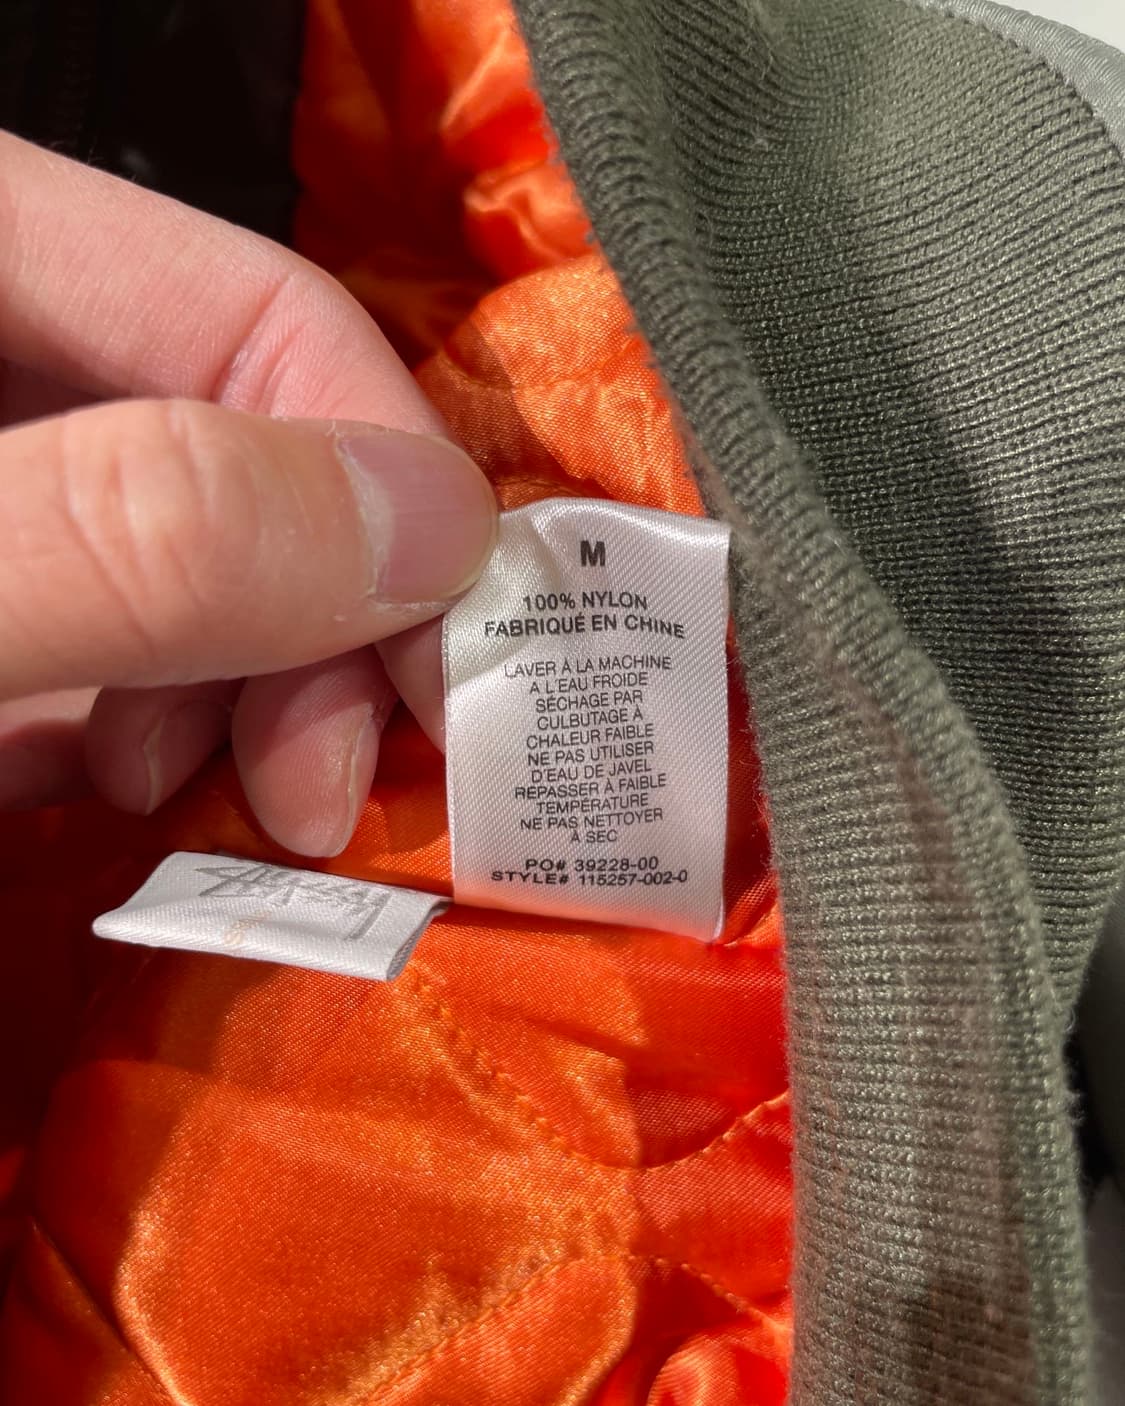 M
100% NYLON
FABRIQUÉ EN CHINE
LAVER À LA MACHINE
A L'EAU FROIDE
SÉCHAGE PAR
CULBUTAGE À
CHALEUR FAIBLE
NE PAS UTILISER
D'EAU DE JAVEL
REPASSER À FAIBLE
TEMPÉRATURE
NE PAS NETTOYER
À SEC
PO# 39228-00
STYLE# 115257-002-0